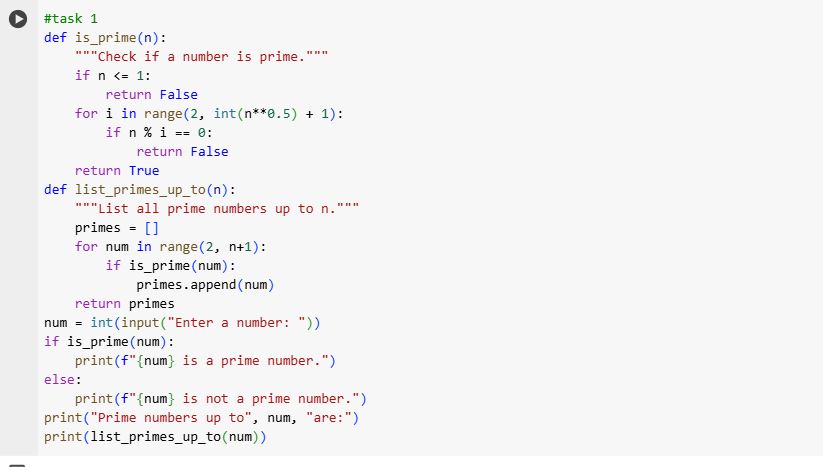 #task 1
def is_prime(n):
    """Check if a number is prime."""
    if n <= 1:
        return False
    for i in range(2, int(n**0.5) + 1):
        if n % i == 0:
            return False
    return True
def list_primes_up_to(n):
    """List all prime numbers up to n."""
    primes = []
    for num in range(2, n+1):
        if is_prime(num):
            primes.append(num)
    return primes
num = int(input("Enter a number: "))
if is_prime(num):
    print(f"{num} is a prime number.")
else:
    print(f"{num} is not a prime number.")
print("Prime numbers up to", num, "are:")
print(list_primes_up_to(num))